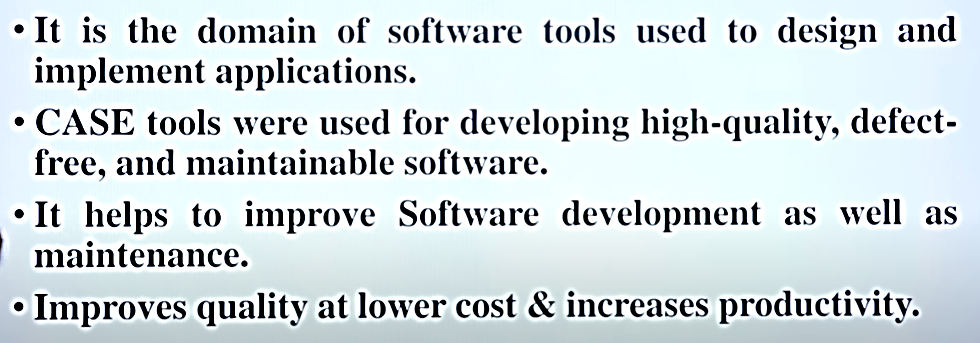 • It is the domain of software tools used to design and
implement applications.
• CASE tools were used for developing high-quality, defect-
free, and maintainable software.
• It helps to improve Software development as well as
maintenance.
• Improves quality at lower cost & increases productivity.